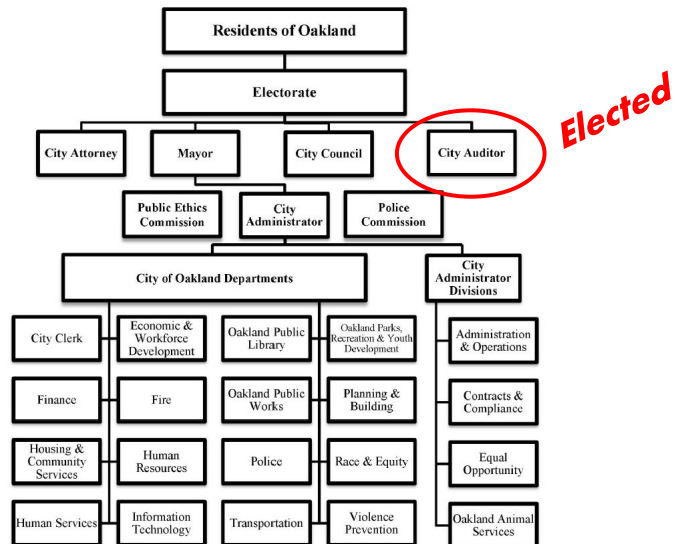 Residents of Oakland
Electorate
Elected
City Attorney
Mayor
City Council
City Auditor
Public Ethics
Commission
City
Administrator
Police
Commission
City of Oakland Departments
City
Administrator
Divisions
City Clerk
Economic &
Workforce
Development
Oakland Public
Library
Oakland Parks,
Recreation & Youth
Development
Administration
& Operations
Finance
Fire
Oakland Public
Works
Planning &
Building
Contracts &
Compliance
Housing &
Community
Services
Human
Resources
Police
Race & Equity
Equal
Opportunity
Human Services
Information
Technology
Transportation
Violence
Prevention
Oakland Animal
Services